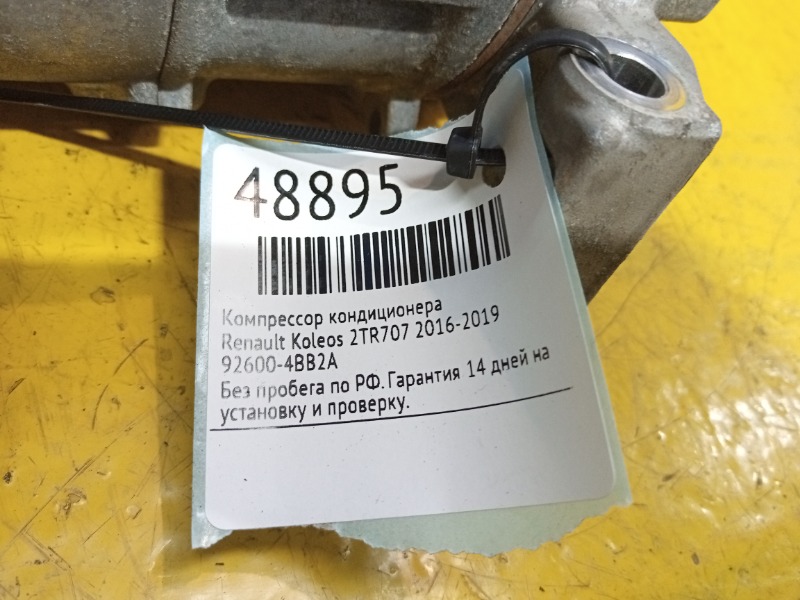 48895
Компрессор кондиционера
Renault Koleos 2TR707 2016-2019
92600-4BB2A
Без пробега по РФ. Гарантия 14 дней на
установку и проверку.